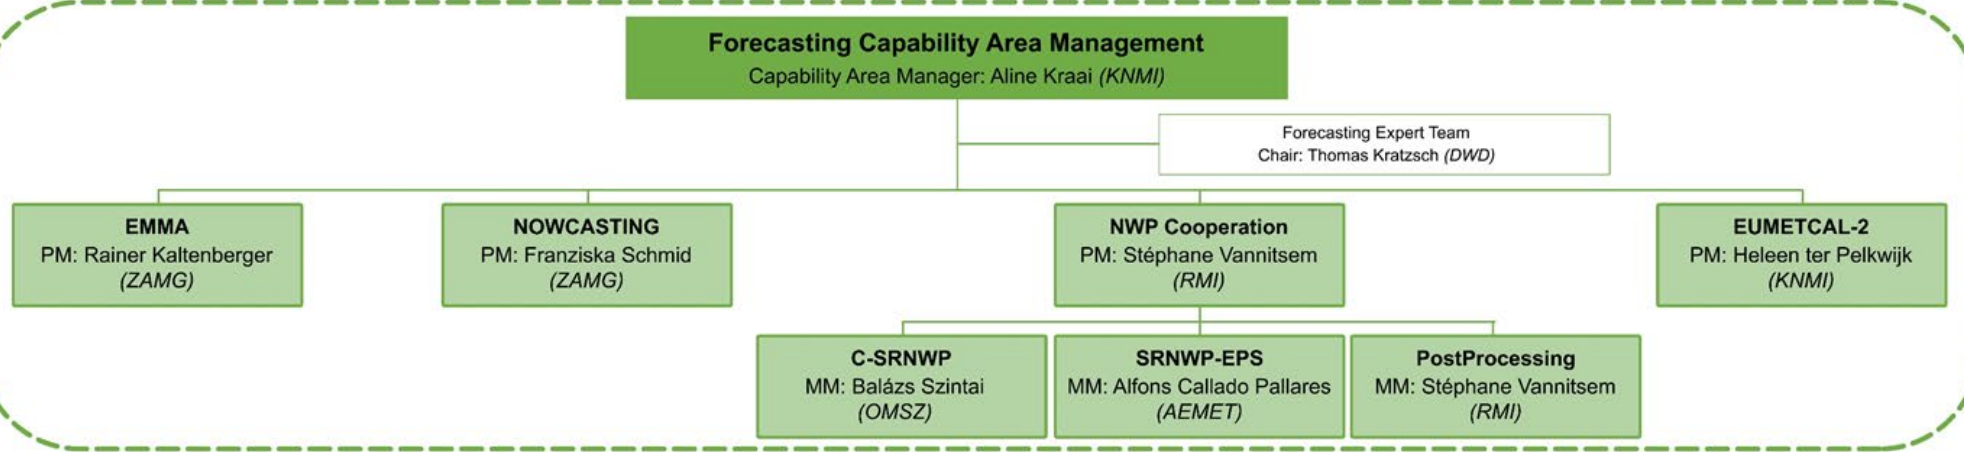 Forecasting Capability Area Management
Capability Area Manager: Aline Kraai (KNMI)
Forecasting Expert Team
Chair: Thomas Kratzsch (DWD)
EMMA
PM: Rainer Kaltenberger
(ZAMG)
NOWCASTING
PM: Franziska Schmid
(ZAMG)
NWP Cooperation
PM: Stéphane Vannitsem
(RMI)
EUMETCAL-2
PM: Heleen ter Pelkwijk
(KNMI)
C-SRNWP
MM: Balázs Szintai
(OMSZ)
SRNWP-EPS
MM: Alfons Callado Pallares
(AEMET)
PostProcessing
MM: Stéphane Vannitsem
(RMI)